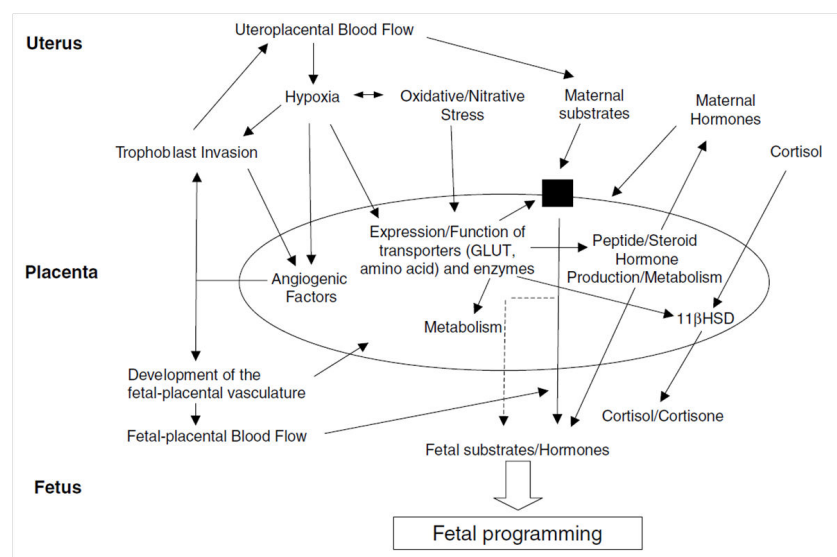 Uterus
Uteroplacental Blood Flow
Hypoxia
Oxidative/Nitrative
Stress
Maternal
substrates
Maternal
Hormones
Trophoblast Invasion
Cortisol
Placenta
Expression/Function of
transporters (GLUT,
amino acid) and enzymes
Peptide/Steroid
Hormone
Production/Metabolism
Angiogenic
Factors
Metabolism
11βHSD
Development of the
fetal-placental vasculature
Cortisol/Cortisone
Fetal-placental Blood Flow
Fetal substrates/Hormones
Fetus
Fetal programming